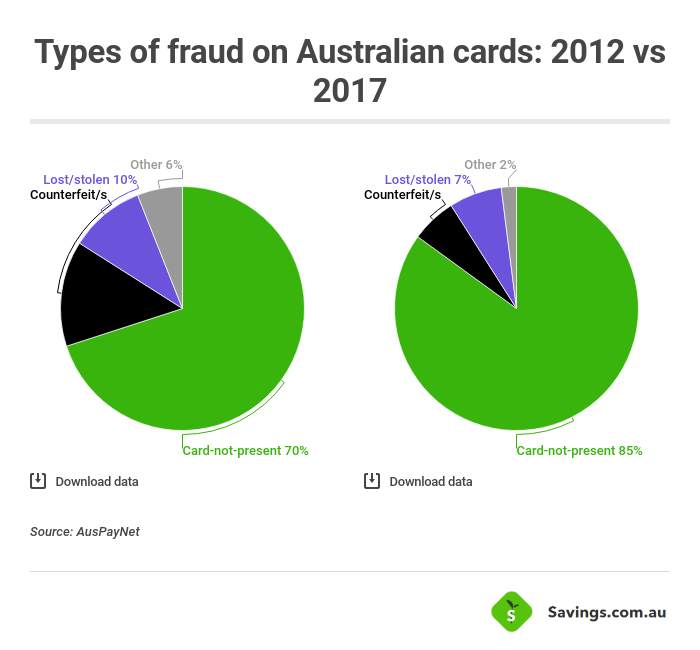 Types of fraud on Australian cards: 2012 vs
2017
Other 6%
Lost/stolen 10%
Counterfeit/s
Card-not-present 70%
Download data
Other 2%
Lost/stolen 7%
Counterfeit/s
Card-not-present 85%
Download data
Source: AusPayNet
$
Savings.com.au